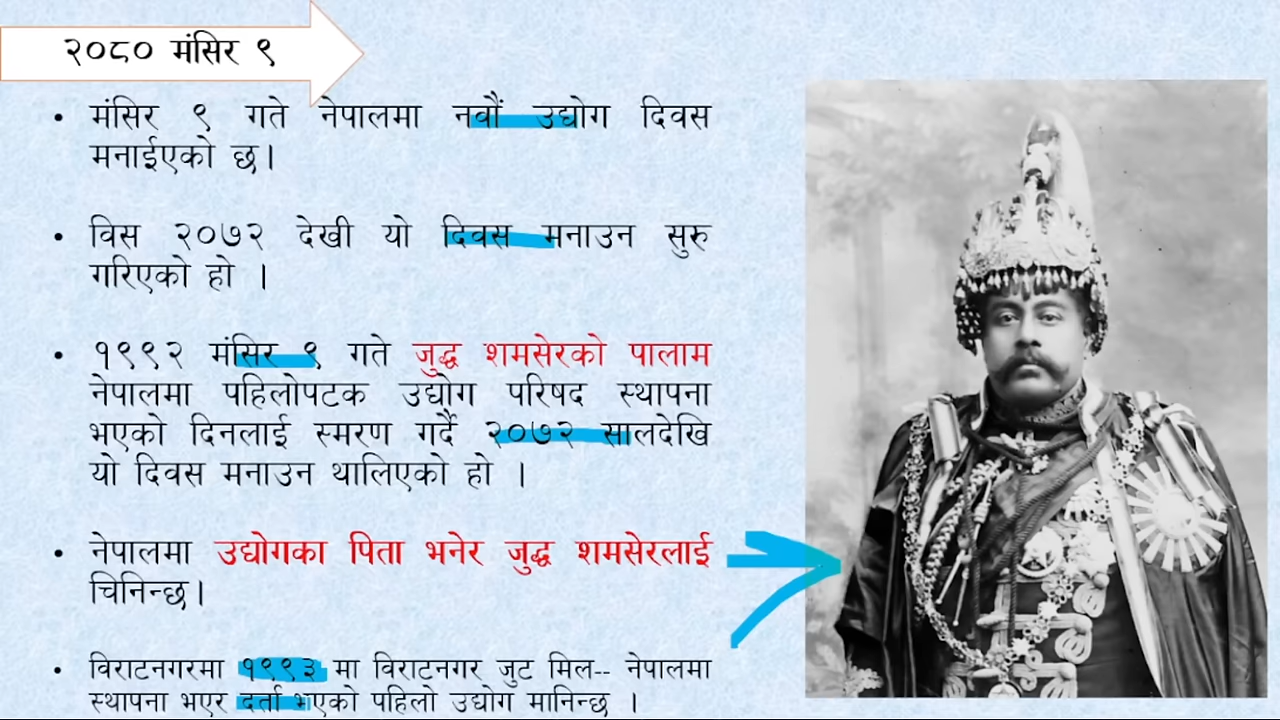 २०८० मंसिर ९
• मंसिर ९ गते नेपालमा नवौं उद्योग दिवस
मनाईएको छ।
• विस २०७२ देखी यो दिवस मनाउन सुरु
गरिएको हो ।
• १९९२ मंसिर ९ गते जुद्ध शमसेरको पालाम
नेपालमा पहिलोपटक उद्योग परिषद स्थापना
भएको दिनलाई स्मरण गर्दै २०७२ सालदेखि
यो दिवस मनाउन थालिएको हो ।
• नेपालमा उद्योगका पिता भनेर जुद्ध शमसेरलाई
चिनिन्छ।
• विराटनगरमा १९९३ मा विराटनगर जुट मिल-- नेपालमा
स्थापना भएर दर्ता भएको पहिलो उद्योग मानिन्छ ।